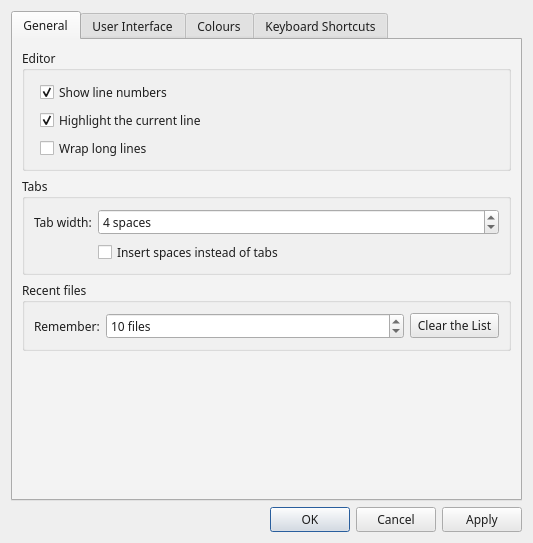 General User Interface Colours Keyboard Shortcuts
Editor
Show line numbers
Highlight the current line
Wrap long lines
Tabs
Tab width: 4 spaces
Insert spaces instead of tabs
Recent files
Remember: 10 files Clear the List
OK Cancel Apply